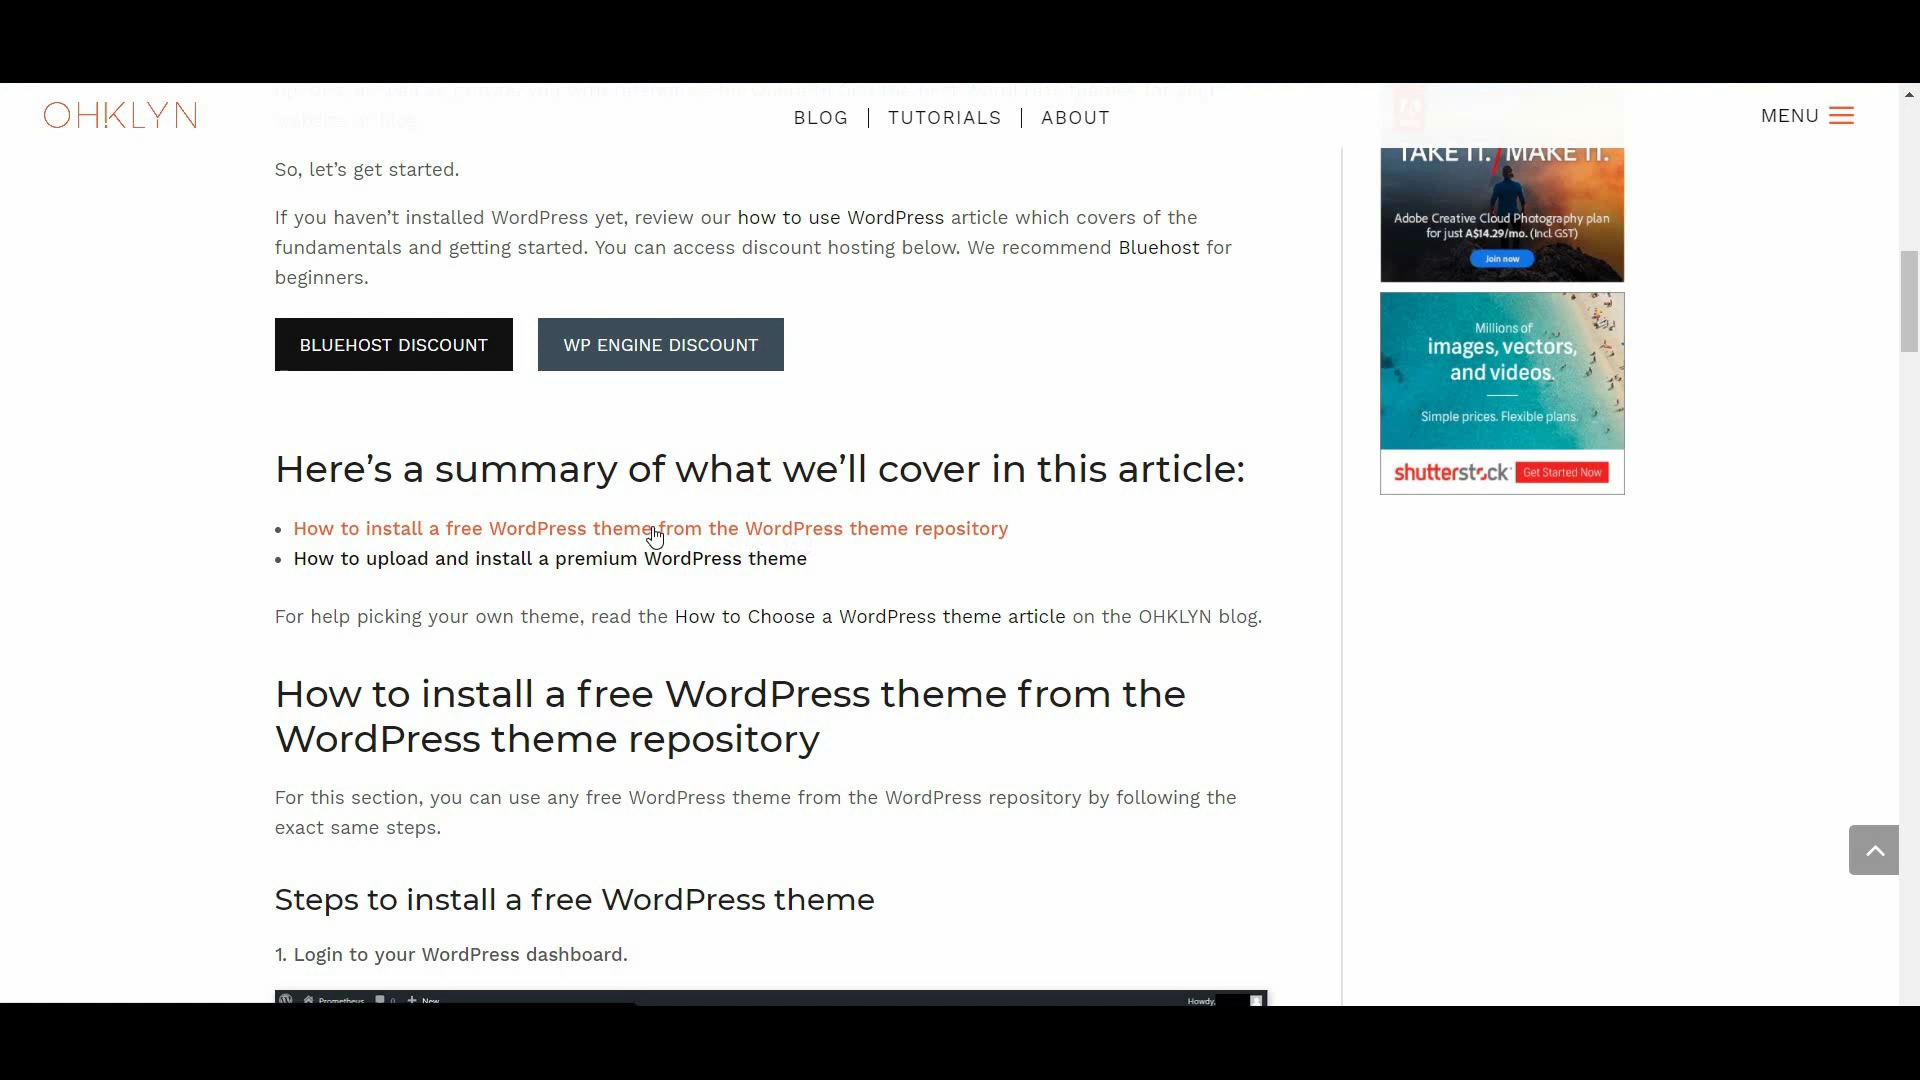 OHKLYN
BLOG | TUTORIALS | ABOUT
MENU
So, let’s get started.
If you haven’t installed WordPress yet, review our how to use WordPress article which covers of the
fundamentals and getting started. You can access discount hosting below. We recommend Bluehost for
beginners.
BLUEHOST DISCOUNT
WP ENGINE DISCOUNT
Here’s a summary of what we’ll cover in this article:
• How to install a free WordPress theme from the WordPress theme repository
• How to upload and install a premium WordPress theme
For help picking your own theme, read the How to Choose a WordPress theme article on the OHKLYN blog.
How to install a free WordPress theme from the
WordPress theme repository
For this section, you can use any free WordPress theme from the WordPress repository by following the
exact same steps.
Steps to install a free WordPress theme
1. Login to your WordPress dashboard.
Prometheus 0 New
Howdy,
TAKE IT. / MAKE IT.
Adobe Creative Cloud Photography plan
for just A$14.29/mo. (Incl. GST)
Join now
Millions of
images, vectors,
and videos.
Simple prices. Flexible plans.
shutterstock
Get Started Now